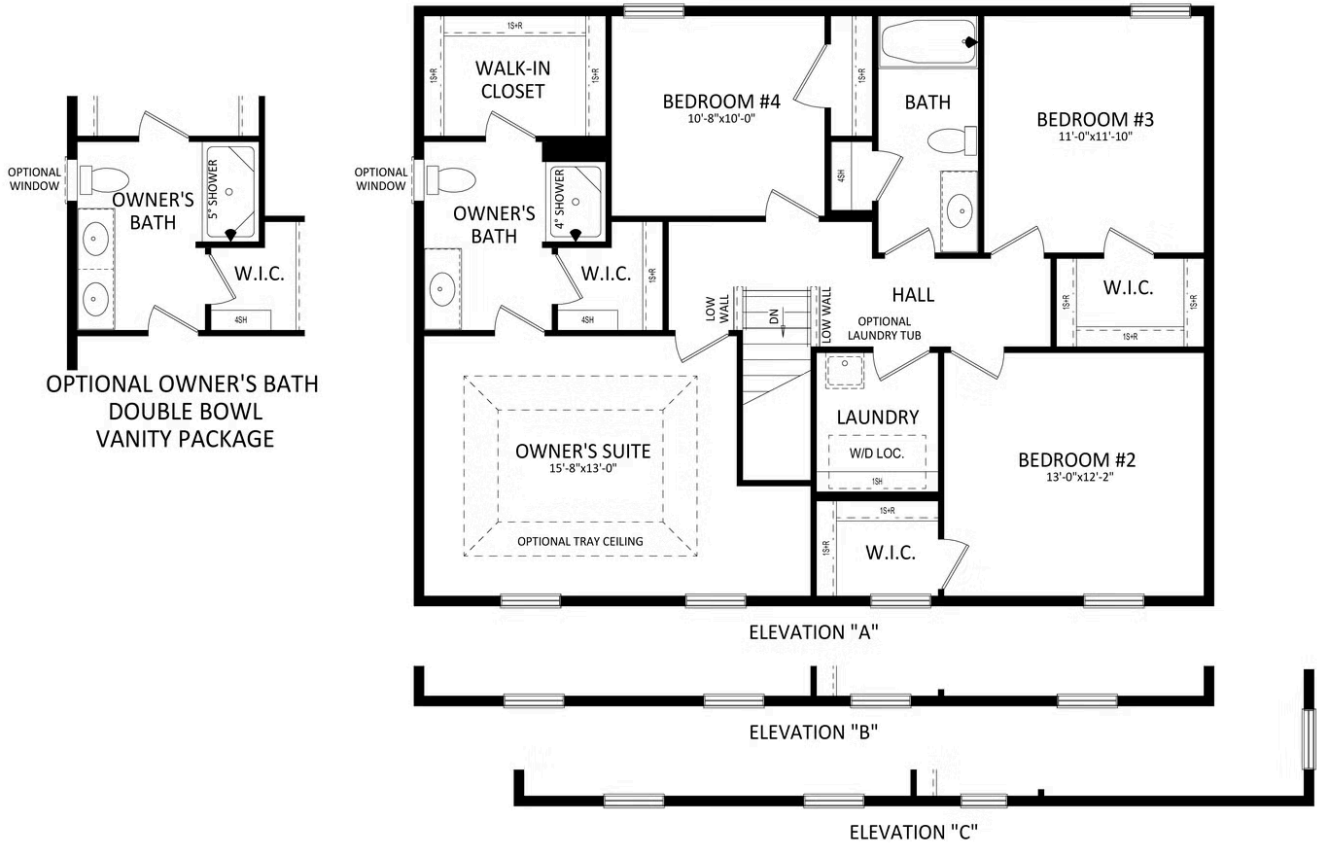 OPTIONAL
WINDOW
OWNER'S
BATH
5° SHOWER
W.I.C.
4SH
OPTIONAL OWNER'S BATH
DOUBLE BOWL
VANITY PACKAGE
1S+R
1S+R
1S+R
WALK-IN
CLOSET
OPTIONAL
WINDOW
OWNER'S
BATH
4° SHOWER
W.I.C.
1S+R
4SH
BEDROOM #4
10'-8"x10'-0"
4SH
BATH
BEDROOM #3
11'-0"x11'-10"
W.I.C.
1S+R
1S+R
1S+R
HALL
LOW
WALL
DN
LOW WALL
OPTIONAL
LAUNDRY TUB
LAUNDRY
W/D LOC.
1SH
OWNER'S SUITE
15'-8"x13'-0"
OPTIONAL TRAY CEILING
BEDROOM #2
13'-0"x12'-2"
1S+R
1S+R
W.I.C.
ELEVATION "A"
ELEVATION "B"
ELEVATION "C"